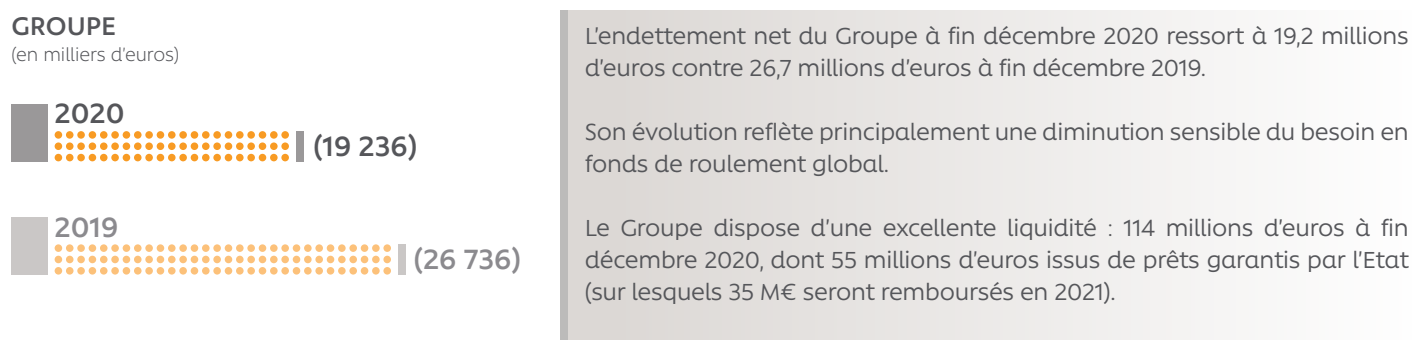 GROUPE
(en milliers d'euros)
2020
(19 236)
2019
(26 736)
L'endettement net du Groupe à fin décembre 2020 ressort à 19,2 millions
d'euros contre 26,7 millions d'euros à fin décembre 2019.
Son évolution reflète principalement une diminution sensible du besoin en
fonds de roulement global.
Le Groupe dispose d'une excellente liquidité : 114 millions d'euros à fin
décembre 2020, dont 55 millions d'euros issus de prêts garantis par l'Etat
(sur lesquels 35 M€ seront remboursés en 2021).